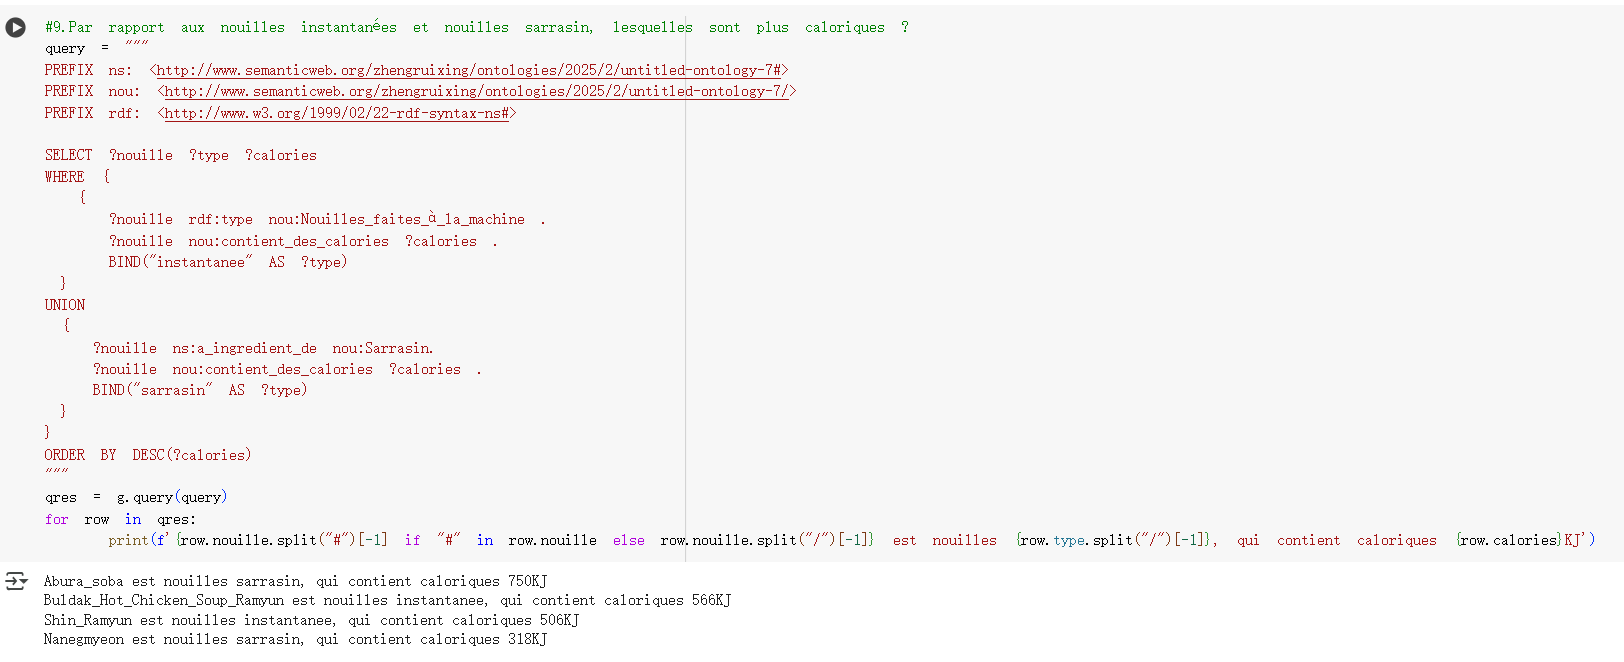 #9.Par rapport aux nouilles instantanées et nouilles sarrasin, lesquelles sont plus caloriques ?
query = """
PREFIX ns: <http://www.semanticweb.org/zhengruixing/ontologies/2025/2/untitled-ontology-7#>
PREFIX nou: <http://www.semanticweb.org/zhengruixing/ontologies/2025/2/untitled-ontology-7/>
PREFIX rdf: <http://www.w3.org/1999/02/22-rdf-syntax-ns#>
SELECT ?nouille ?type ?calories
WHERE {
{
?nouille rdf:type nou:Nouilles_faites_à_la_machine .
?nouille nou:contient_des_calories ?calories .
BIND("instantanee" AS ?type)
}
UNION
{
?nouille ns:a_ingredient_de nou:Sarrasin.
?nouille nou:contient_des_calories ?calories .
BIND("sarrasin" AS ?type)
}
}
ORDER BY DESC(?calories)
"""
qres = g.query(query)
for row in qres:
print(f'{row.nouille.split("#")[-1] if "#" in row.nouille else row.nouille.split("/")[-1]} est nouilles {row.type.split("/")[-1]}, qui contient caloriques {row.calories}KJ')
Abura_soba est nouilles sarrasin, qui contient caloriques 750KJ
Buldak_Hot_Chicken_Soup_Ramyun est nouilles instantanee, qui contient caloriques 566KJ
Shin_Ramyun est nouilles instantanee, qui contient caloriques 506KJ
Nanegmyeon est nouilles sarrasin, qui contient caloriques 318KJ